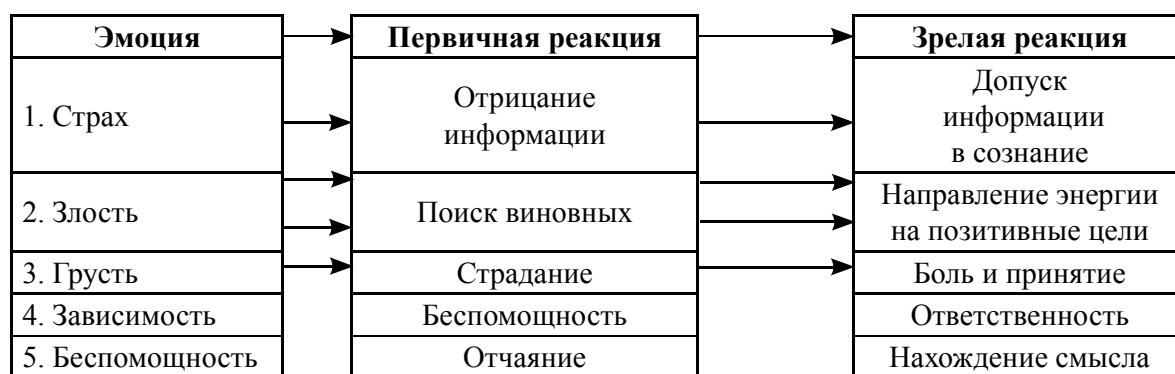 Эмоция Первичная реакция Зрелая реакция
1. Страх
Отрицание
информации
Допуск
информации
в сознание
2. Злость
Поиск виновных
Направление энергии
на позитивные цели
3. Грусть Страдание Боль и принятие
4. Зависимость Беспомощность Ответственность
5. Беспомощность Отчаяние Нахождение смысла